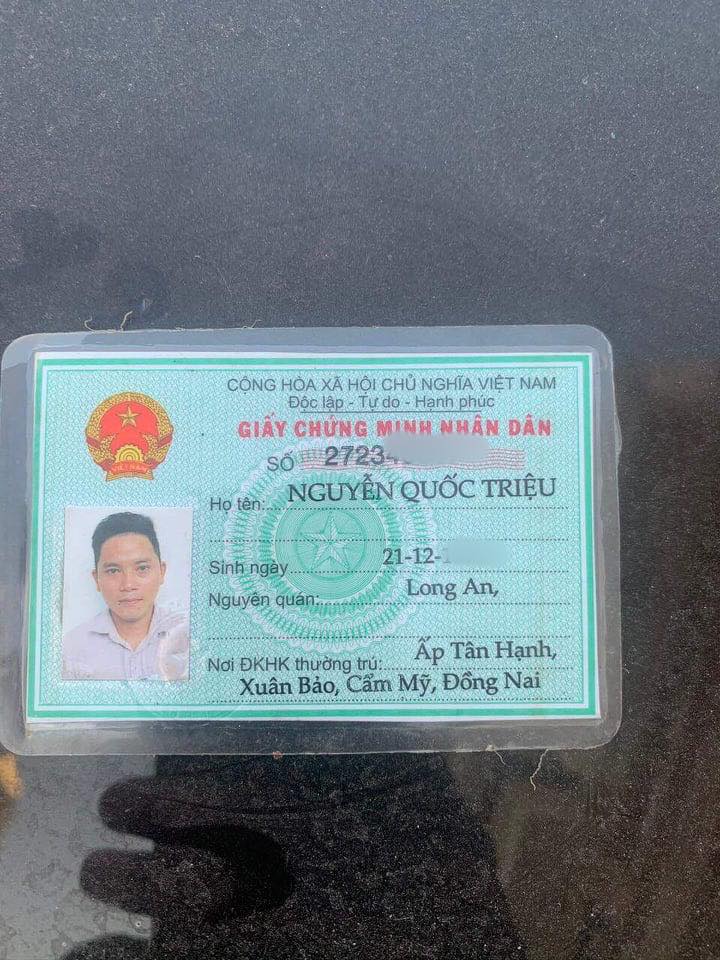 CỘNG HÒA XÃ HỘI CHỦ NGHĨA VIỆT NAM
Độc lập - Tự do - Hạnh phúc
GIẤY CHỨNG MINH NHÂN DÂN
SỐ 2723
Họ tên: NGUYỄN QUỐC TRIỆU
Sinh ngày 21-12-
Nguyên quán: Long An,
Nơi ĐKHK thường trú: Ấp Tân Hạnh,
Xuân Bảo, Cẩm Mỹ, Đồng Nai
VIỆT NAM